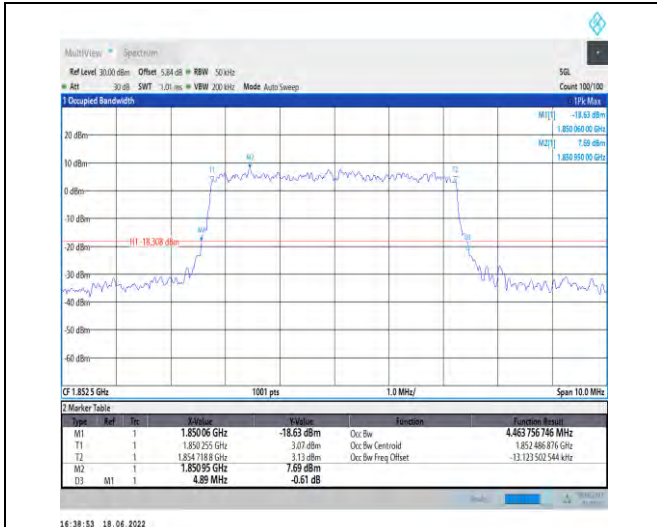 MultiView Spectrum
Ref Level 30.00 dBm Offset 5.84 dB RBW 50 kHz SGL
Att 30 dB SWT 1.01 ms VBW 200 kHz Mode Auto Sweep Count 100/100
1 Occupied Bandwidth 1Pk Max
M1[1] -18.63 dBm
1.850 060 00 GHz
M2[1] 7.69 dBm
1.850 950 00 GHz
20 dBm
10 dBm
M2
T1 T2
0 dBm
-10 dBm
M1
D3
H1 -18.308 dBm
-20 dBm
-30 dBm
-40 dBm
-50 dBm
-60 dBm
CF 1.852 5 GHz 1001 pts 1.0 MHz/ Span 10.0 MHz
2 Marker Table
Type Ref Trc X-Value Y-Value Function Function Result
M1 1 1.85006 GHz -18.63 dBm Occ Bw 4.463 756 746 MHz
T1 1 1.850 255 GHz 3.07 dBm Occ Bw Centroid 1.852 486 876 GHz
T2 1 1.854 718 8 GHz 3.13 dBm Occ Bw Freq Offset -13.123 502 544 kHz
M2 1 1.85095 GHz 7.69 dBm
D3 M1 1 4.89 MHz -0.61 dB
16:38:53 18.06.2022